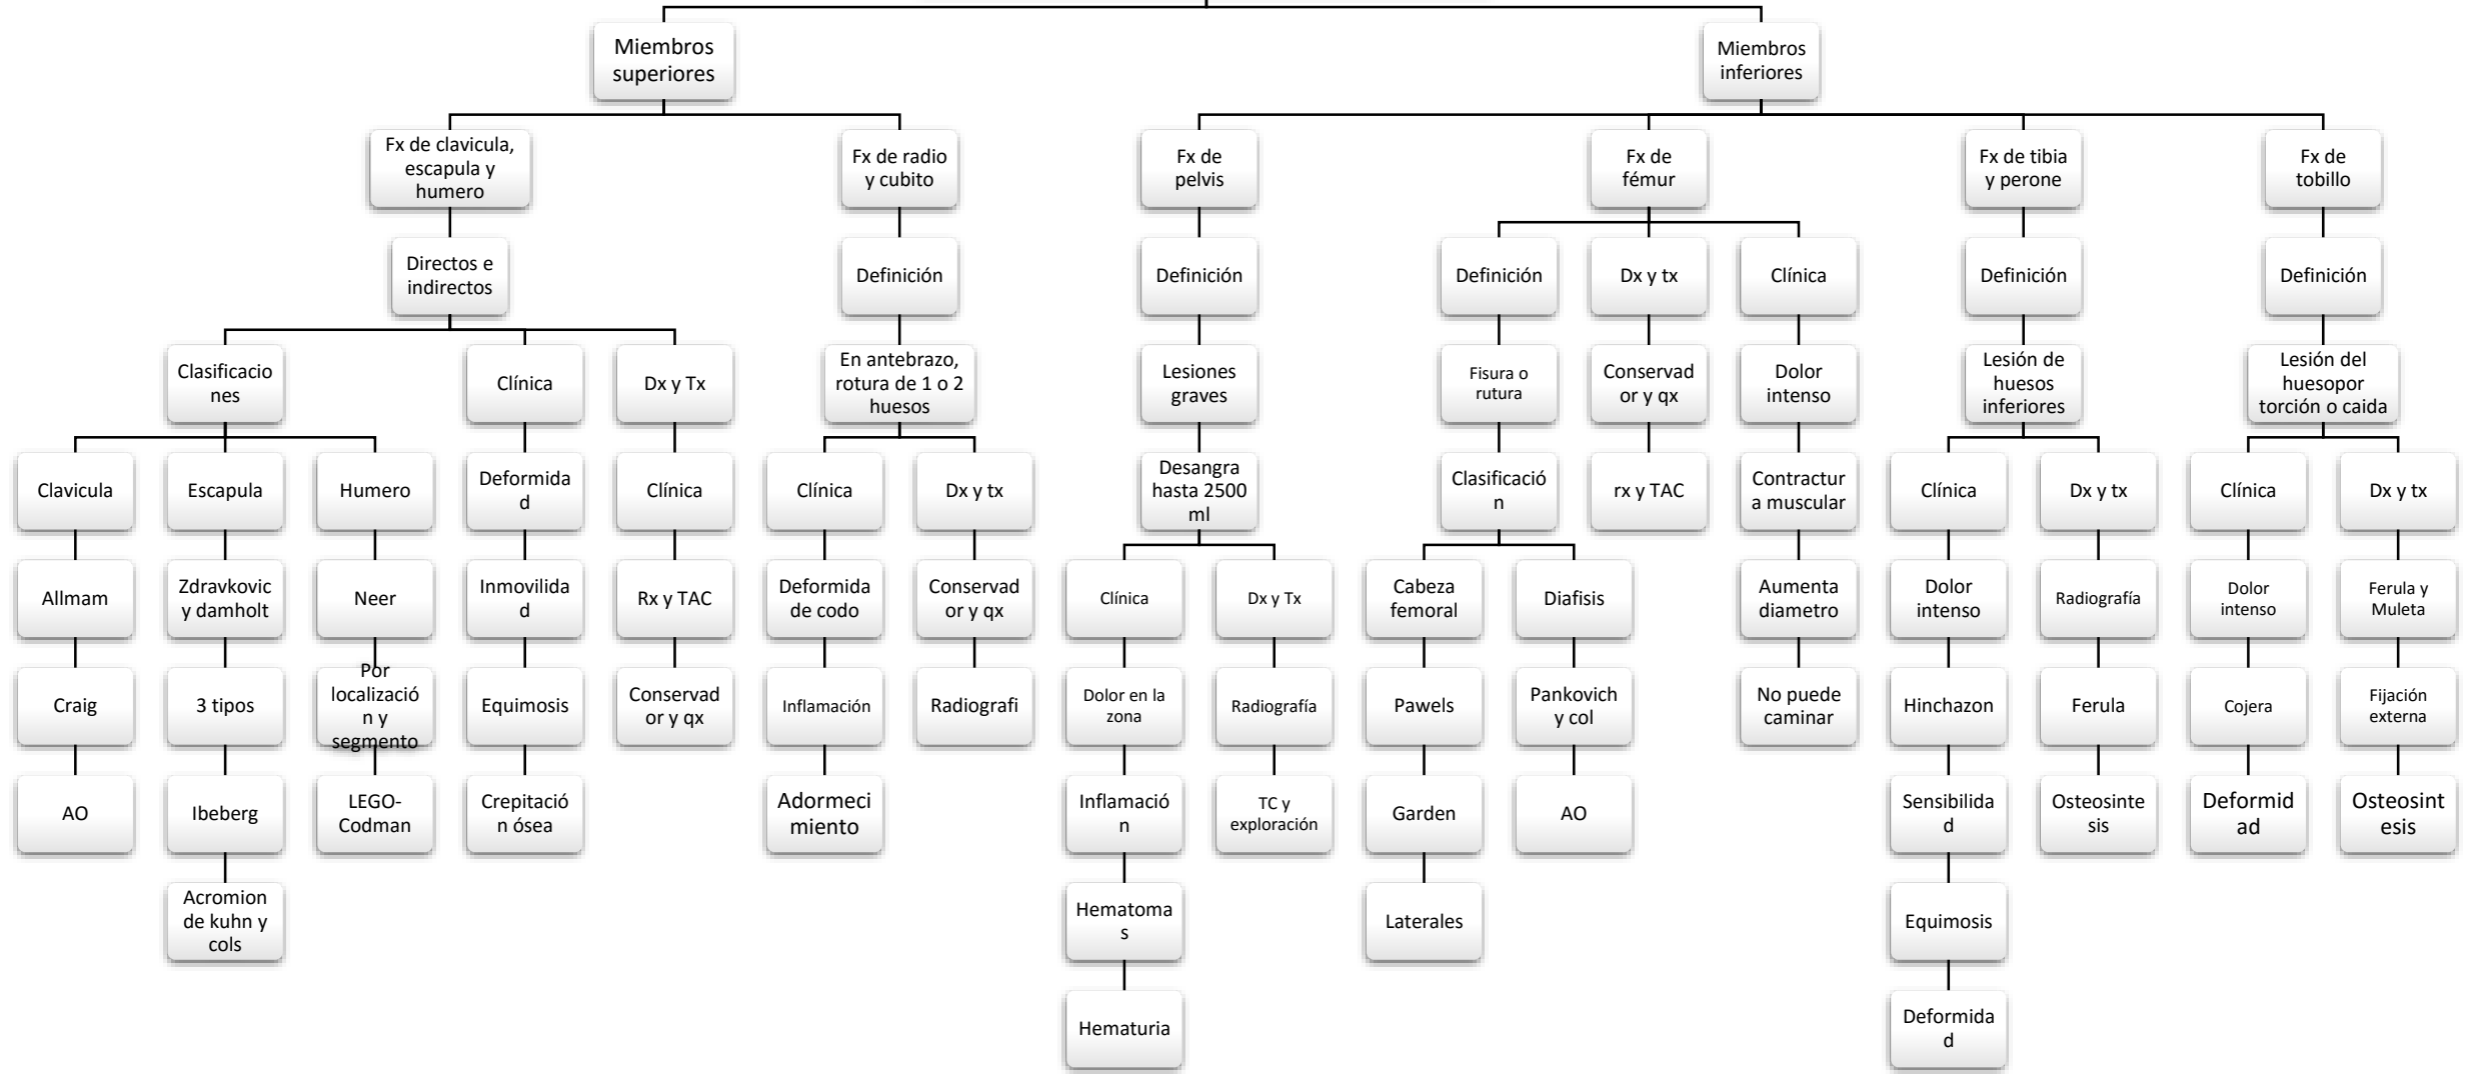 Miembros
superiores
Miembros
inferiores
Fx de clavicula,
escapula y
humero
Fx de radio
y cubito
Fx de
pelvis
Fx de
fémur
Fx de tibia
y perone
Fx de
tobillo
Directos e
indirectos
Definición
Definición
Definición
Dx y tx
Clínica
Definición
Definición
Clasificacio
nes
Clínica
Dx y Tx
En antebrazo,
rotura de 1 o 2
huesos
Lesiones
graves
Fisura o
rutura
Conservad
or y qx
Dolor
intenso
Lesión de
huesos
inferiores
Lesión del
huesopor
torción o caida
Clavicula
Escapula
Humero
Deformida
d
Clínica
Clínica
Dx y tx
Desangra
hasta 2500
ml
Clasificació
n
rx y TAC
Contractur
a muscular
Clínica
Dx y tx
Clínica
Dx y tx
Allmam
Zdravkovic
y damholt
Neer
Inmovilida
d
Rx y TAC
Deformida
de codo
Conservad
or y qx
Clínica
Dx y Tx
Cabeza
femoral
Diafisis
Aumenta
diametro
Dolor
intenso
Radiografía
Dolor
intenso
Ferula y
Muleta
Craig
3 tipos
Por
localizació
n y
segmento
Equimosis
Conservad
or y qx
Inflamación
Radiografi
Dolor en la
zona
Radiografía
Pawels
Pankovich
y col
No puede
caminar
Hinchazon
Ferula
Cojera
Fijación
externa
AO
Ibeberg
LEGO-
Codman
Crepitació
n ósea
Adormeci
miento
Inflamació
n
TC y
exploración
Garden
AO
Sensibilida
d
Osteosinte
sis
Deformid
ad
Osteosint
esis
Acromion
de kuhn y
cols
Hematoma
s
Laterales
Equimosis
Hematuria
Deformida
d